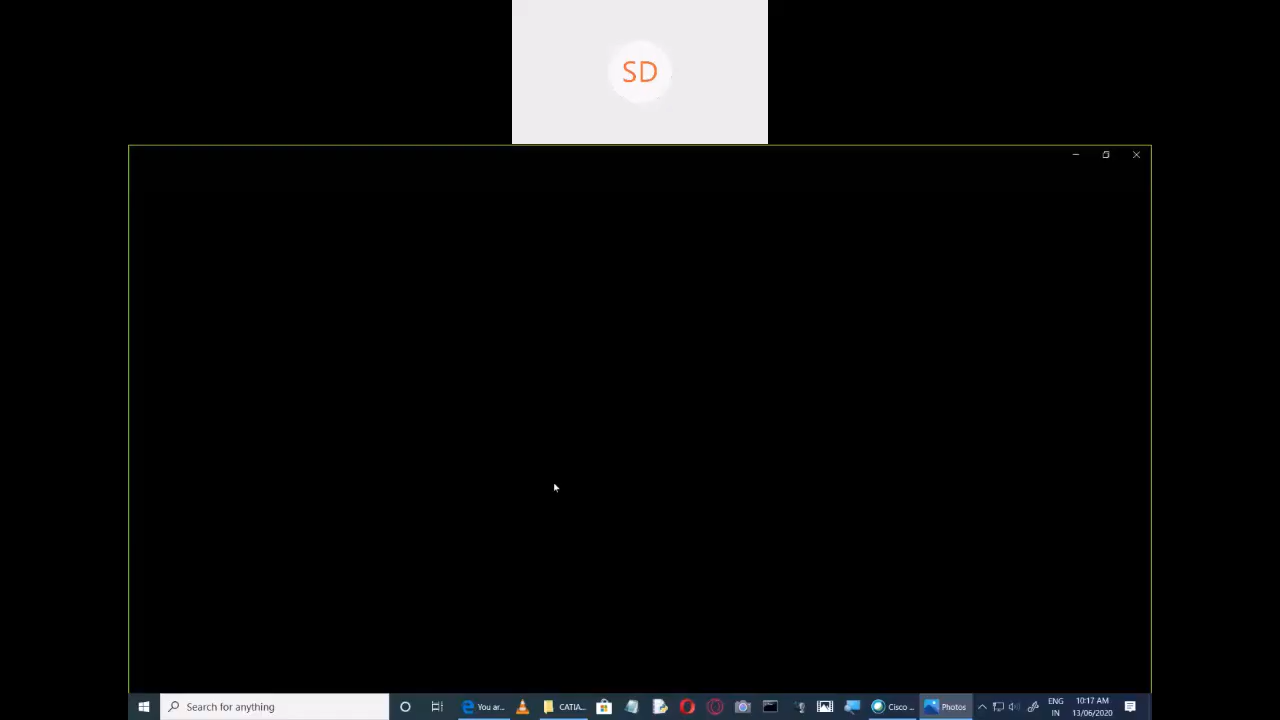 SD
Search for anything
You ar...
CATIA...
Cisco ...
Photos
ENG
IN
10:17 AM
13/06/2020